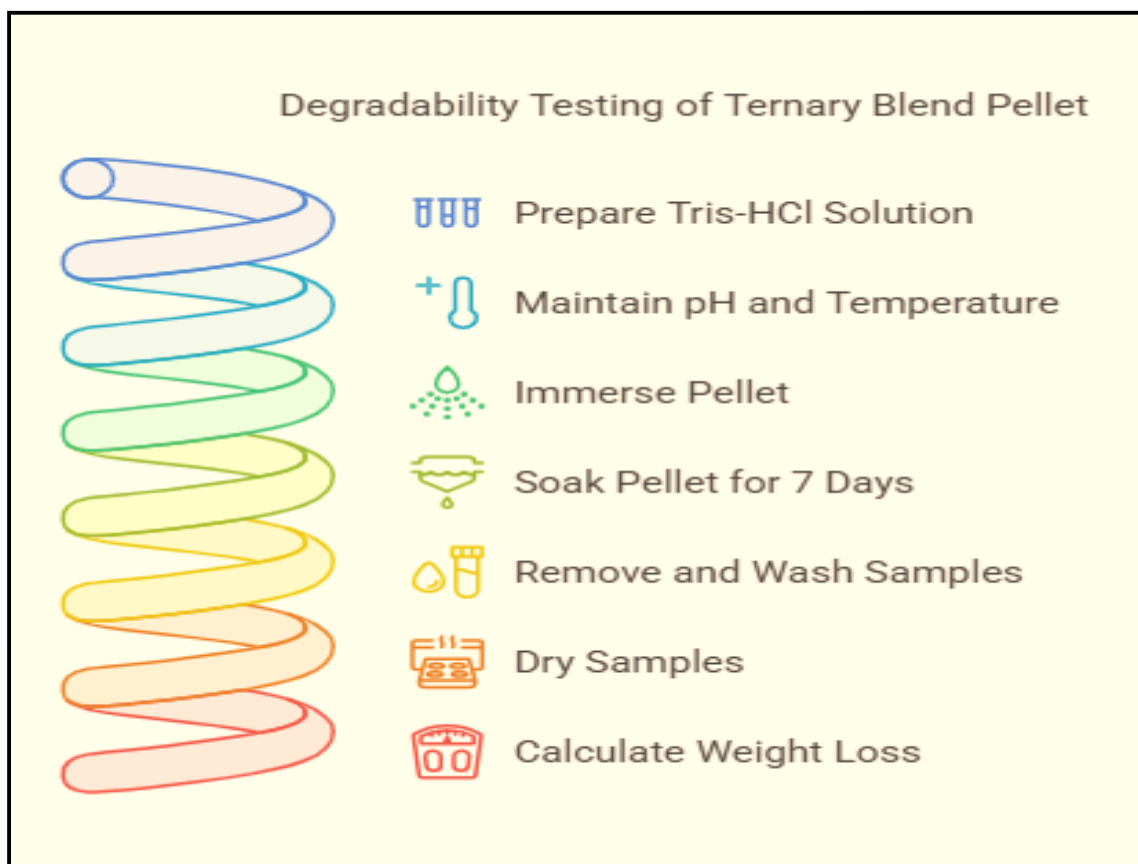 Degradability Testing of Ternary Blend Pellet
Prepare Tris-HCl Solution
Maintain pH and Temperature
Immerse Pellet
Soak Pellet for 7 Days
Remove and Wash Samples
Dry Samples
Calculate Weight Loss